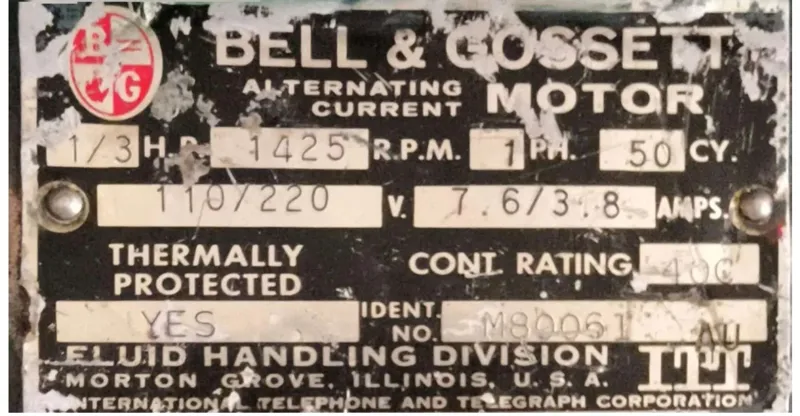 B G
BELL & GOSSETT
ALTERNATING CURRENT MOTOR
1/3 H.P. 1425 R.P.M. 1 PH. 50 CY.
110/220 V. 7.6/3.8 AMPS.
THERMALLY PROTECTED CONT. RATING 40C
YES IDENT. NO. M80061 AU
FLUID HANDLING DIVISION ITT
MORTON GROVE, ILLINOIS, U. S. A.
INTERNATIONAL TELEPHONE AND TELEGRAPH CORPORATION